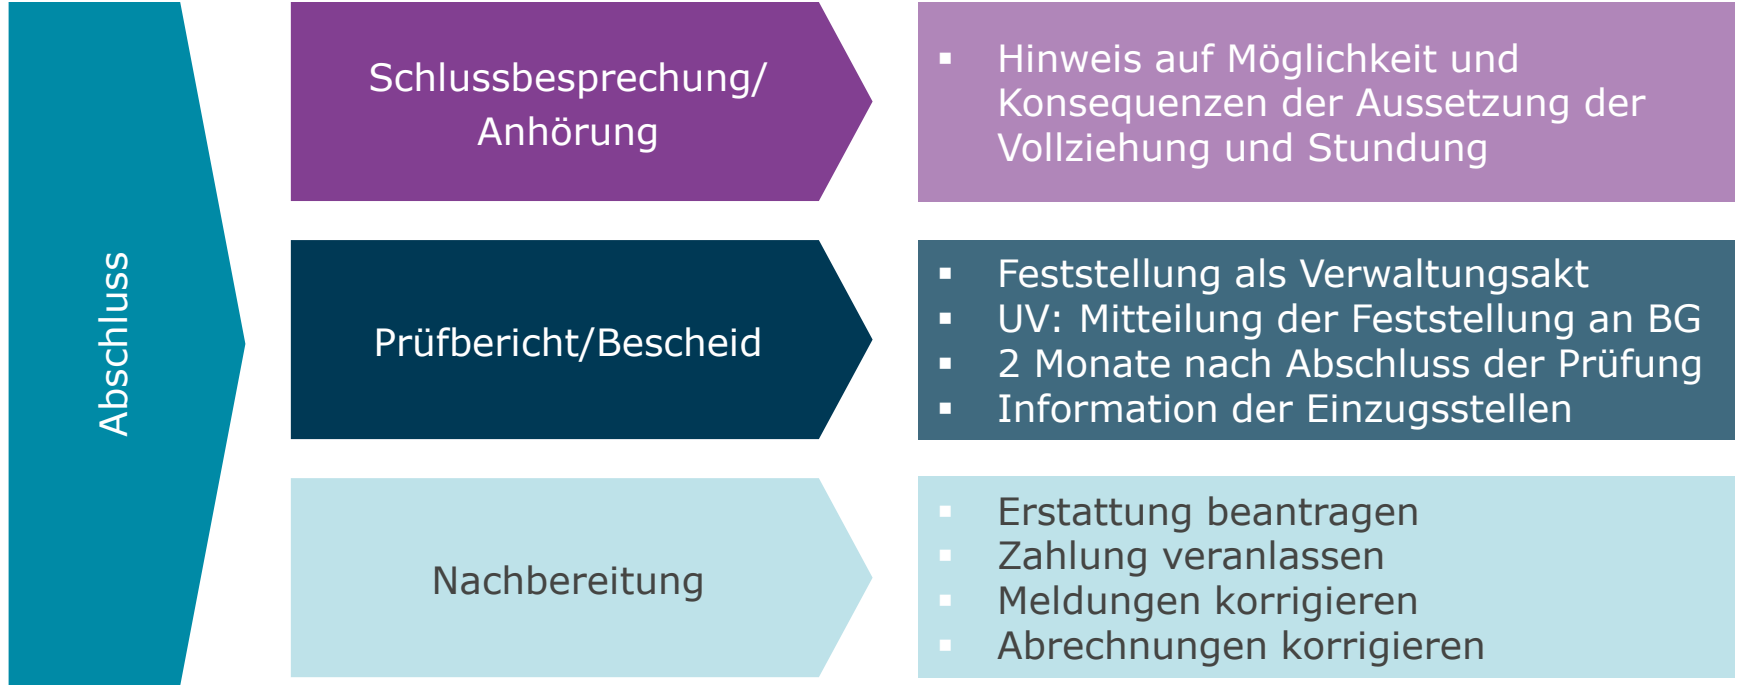 Abschluss
Schlussbesprechung/
Anhörung
▪ Hinweis auf Möglichkeit und
Konsequenzen der Aussetzung der
Vollziehung und Stundung
Prüfbericht/Bescheid
▪ Feststellung als Verwaltungsakt
▪ UV: Mitteilung der Feststellung an BG
▪ 2 Monate nach Abschluss der Prüfung
▪ Information der Einzugsstellen
Nachbereitung
▪ Erstattung beantragen
▪ Zahlung veranlassen
▪ Meldungen korrigieren
▪ Abrechnungen korrigieren